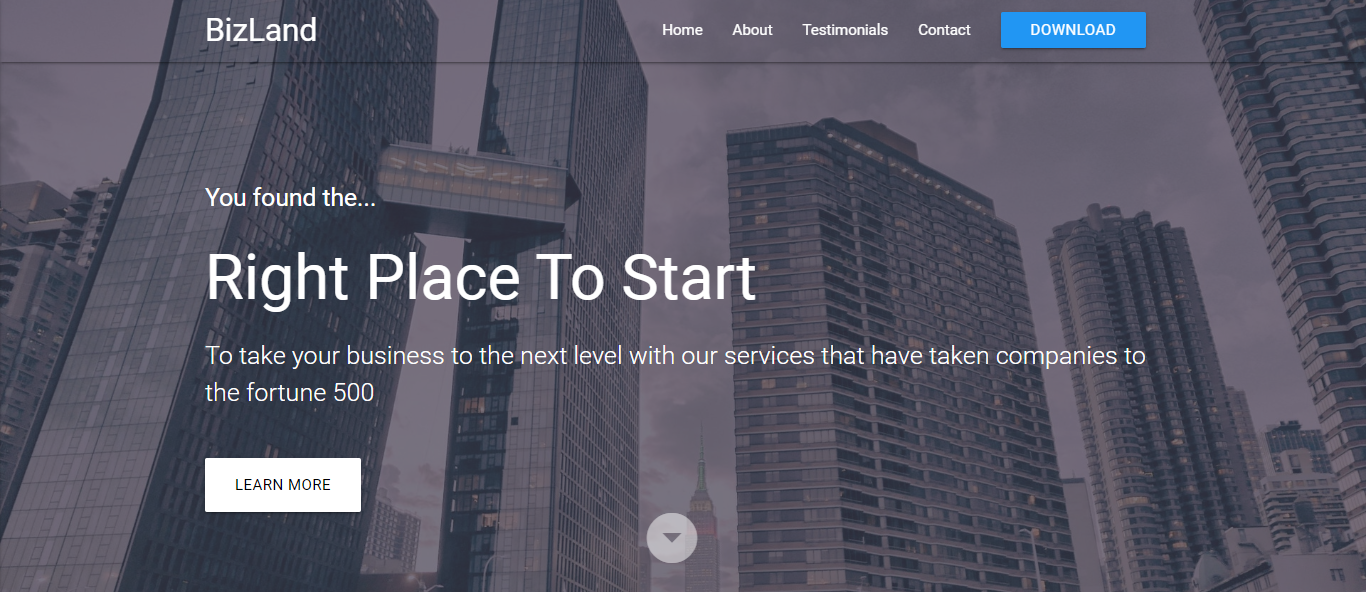 BizLand
Home
About
Testimonials
Contact
DOWNLOAD
You found the...
Right Place To Start
To take your business to the next level with our services that have taken companies to
the fortune 500
LEARN MORE